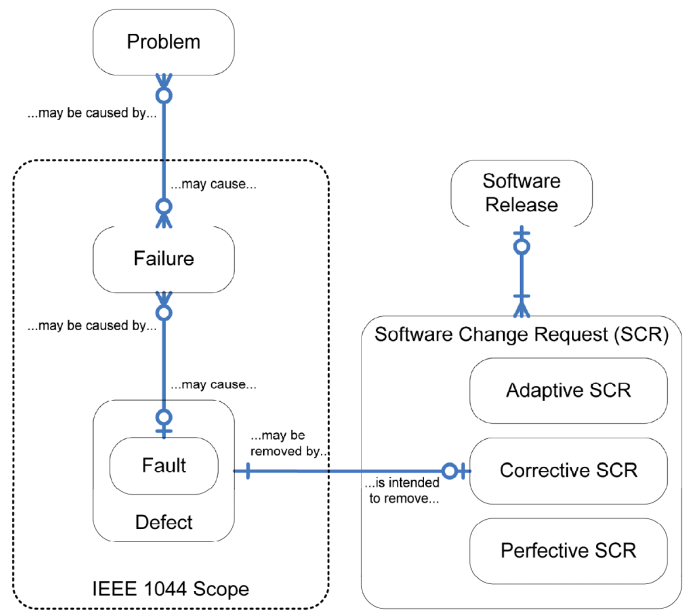 Problem
...may be caused by...
...may cause...
Failure
...may be caused by...
...may cause...
Fault
Defect
IEEE 1044 Scope
...may be
removed by...
...is intended
to remove...
Software
Release
Software Change Request (SCR)
Adaptive SCR
Corrective SCR
Perfective SCR